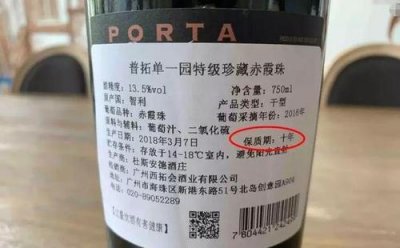 PORTA
普拓单一园特级珍藏赤霞珠
酒精度：13.5%vol 净含量：750ml
原产国：智利 产品类型：干型
葡萄品种：赤霞珠 葡萄采摘年份：2016年
原料与辅料：葡萄汁、二氧化硫
生产日期：2018年3月7日 保质期：十年
贮存条件：存放于14-18℃室内，避免阳光直射
生产商：杜斯安德酒庄
广州西拓会酒业有限公司
广州市海珠区新港东路51号北岛创意园A908
电话：020-89052289
7804421242